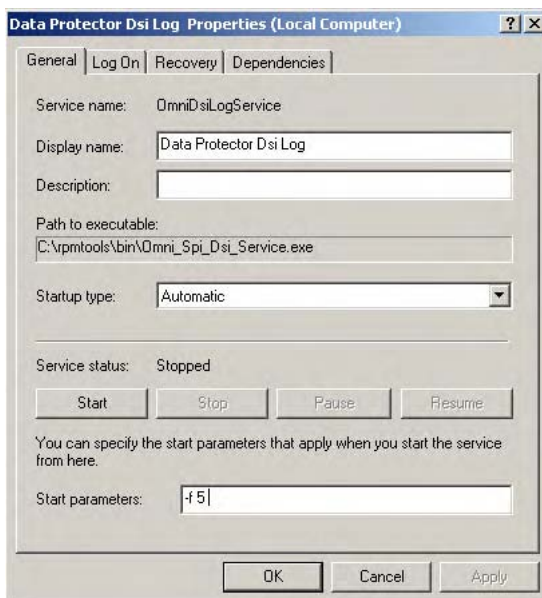 Data Protector Dsi Log Properties (Local Computer)
General Log On Recovery Dependencies
Service name: OmniDsiLogService
Display name: Data Protector Dsi Log
Description:
Path to executable:
C:\rpmtools\bin\Omni_Spi_Dsi_Service.exe
Startup type: Automatic
Service status: Stopped
Start Stop Pause Resume
You can specify the start parameters that apply when you start the service
from here.
Start parameters: -f 5
OK Cancel Apply